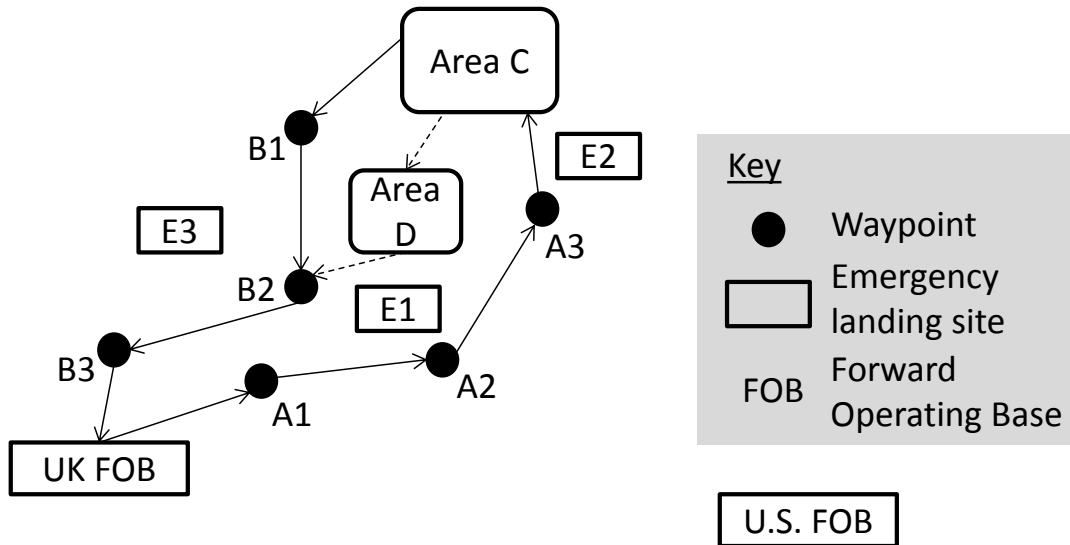 Area C
B1
E2
Area
D
E3
A3
B2
E1
B3
A2
A1
UK FOB
Key
Waypoint
Emergency
landing site
FOB
Forward
Operating Base
U.S. FOB